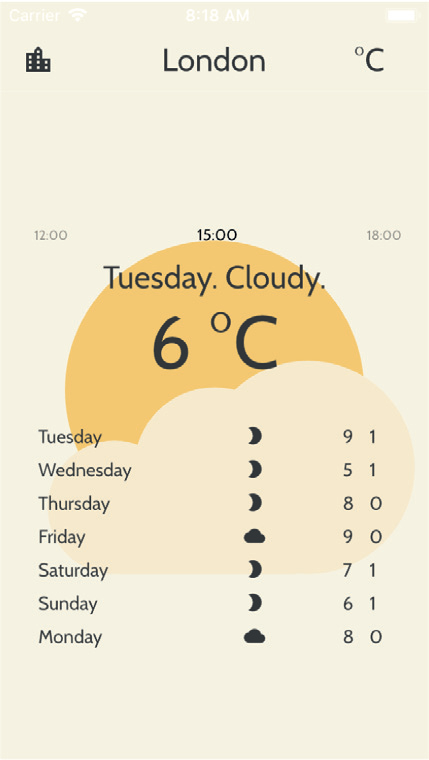 Carrier 8:18 AM
London °C
12:00 15:00 18:00
Tuesday. Cloudy.
6 °C
Tuesday 9 1
Wednesday 5 1
Thursday 8 0
Friday 9 0
Saturday 7 1
Sunday 6 1
Monday 8 0